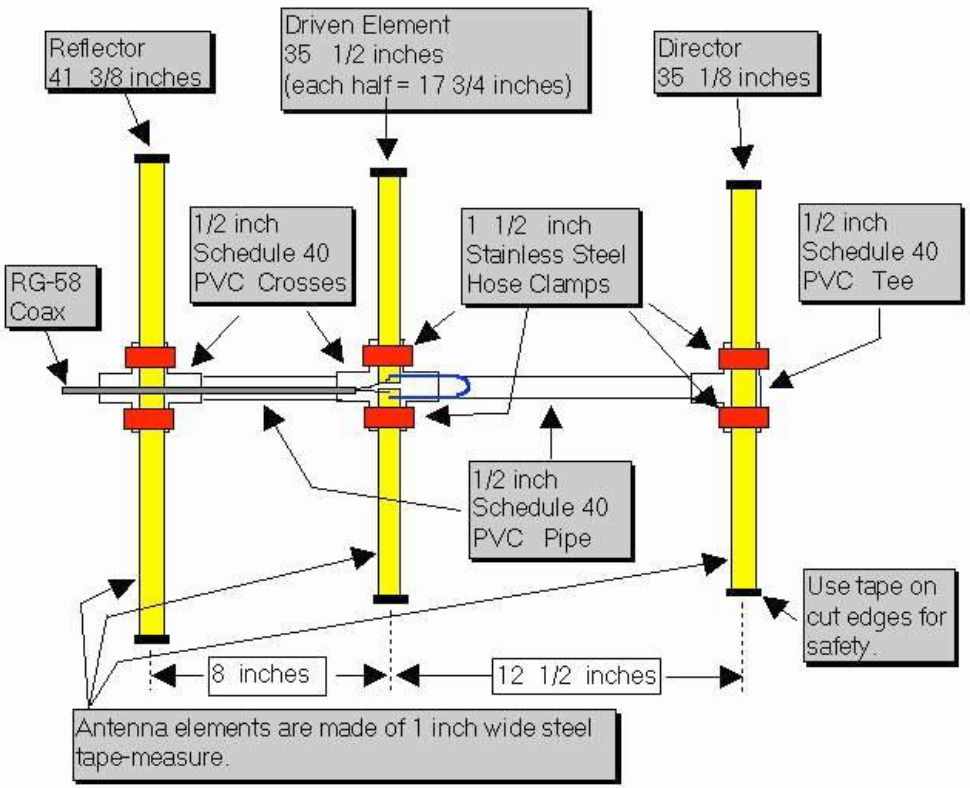 Reflector
41 3/8 inches
Driven Element
35 1/2 inches
(each half = 17 3/4 inches)
Director
35 1/8 inches
RG-58
Coax
1/2 inch
Schedule 40
PVC Crosses
1 1/2 inch
Stainless Steel
Hose Clamps
1/2 inch
Schedule 40
PVC Tee
1/2 inch
Schedule 40
PVC Pipe
Use tape on
cut edges for
safety.
8 inches
12 1/2 inches
Antenna elements are made of 1 inch wide steel
tape-measure.